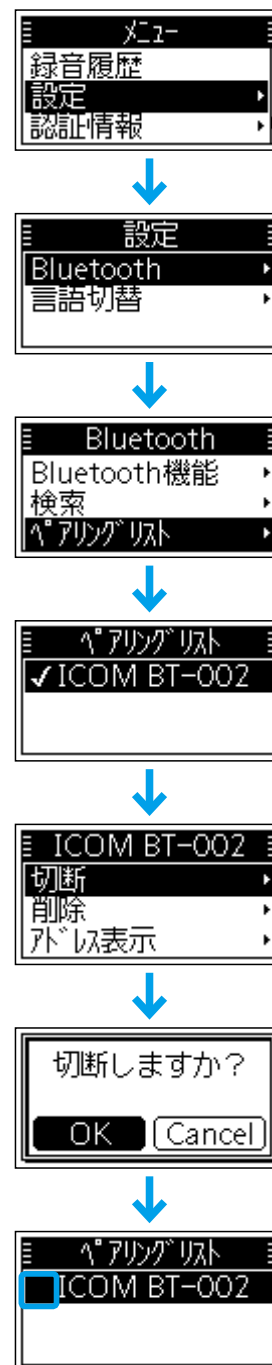 メニュー
録音履歴
設定
認証情報
設定
Bluetooth
言語切替
Bluetooth
Bluetooth機能
検索
ペアリングリスト
ペアリングリスト
✓ICOM BT-002
ICOM BT-002
切断
削除
アドレス表示
切断しますか？
OK Cancel
ペアリングリスト
ICOM BT-002